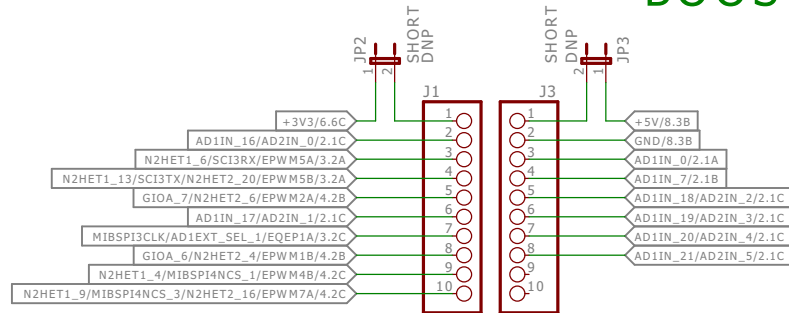 BOOS
JP2
1
2
SHORT
DNP
SHORT
DNP
JP3
2
1
J1
J3
+3V3/6.6C
1
1
+5V/8.3B
AD1IN_16/AD2IN_0/2.1C
2
2
GND/8.3B
N2HET1_6/SCI3RX/EPWM5A/3.2A
3
3
AD1IN_0/2.1A
N2HET1_13/SCI3TX/N2HET2_20/EPWM5B/3.2A
4
4
AD1IN_7/2.1B
GIOA_7/N2HET2_6/EPWM2A/4.2B
5
5
AD1IN_18/AD2IN_2/2.1C
AD1IN_17/AD2IN_1/2.1C
6
6
AD1IN_19/AD2IN_3/2.1C
MIBSPI3CLK/AD1EXT_SEL_1/EQEP1A/3.2C
7
7
AD1IN_20/AD2IN_4/2.1C
GIOA_6/N2HET2_4/EPWM1B/4.2B
8
8
AD1IN_21/AD2IN_5/2.1C
N2HET1_4/MIBSPI4NCS_1/EPWM4B/4.2C
9
9
N2HET1_9/MIBSPI4NCS_3/N2HET2_16/EPWM7A/4.2C
10
10